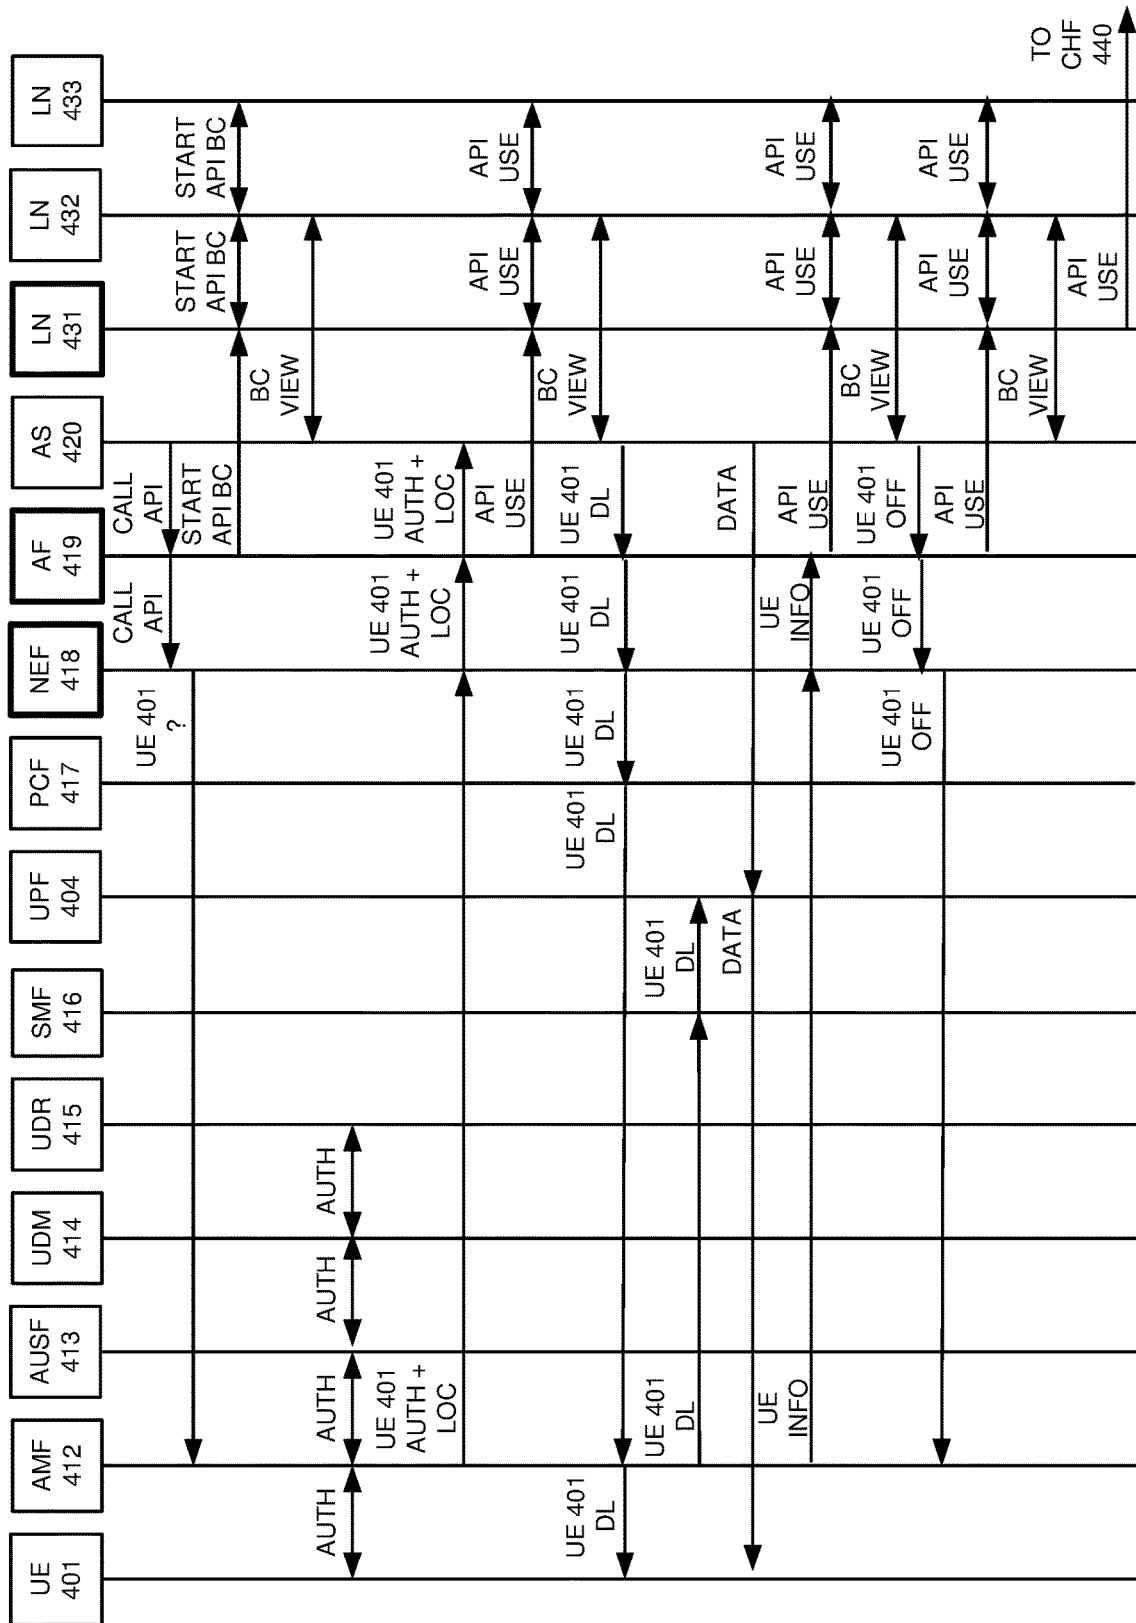 UE
401
AMF
412
AUSF
413
UDM
414
UDR
415
SMF
416
UPF
404
PCF
417
NEF
418
AF
419
AS
420
LN
431
LN
432
LN
433
CALL
API
CALL
API
UE 401
?
START
API BC
START
API BC
START
API BC
BC
VIEW
AUTH
AUTH
AUTH
AUTH
UE 401
AUTH +
LOC
UE 401
AUTH +
LOC
UE 401
AUTH +
LOC
API
USE
API
USE
API
USE
BC
VIEW
UE 401
DL
UE 401
DL
UE 401
DL
UE 401
DL
UE 401
DL
UE 401
DL
UE 401
DL
DATA
DATA
UE
INFO
UE
INFO
API
USE
API
USE
API
USE
BC
VIEW
UE 401
OFF
UE 401
OFF
UE 401
OFF
API
USE
API
USE
API
USE
BC
VIEW
API
USE
TO
CHF
440